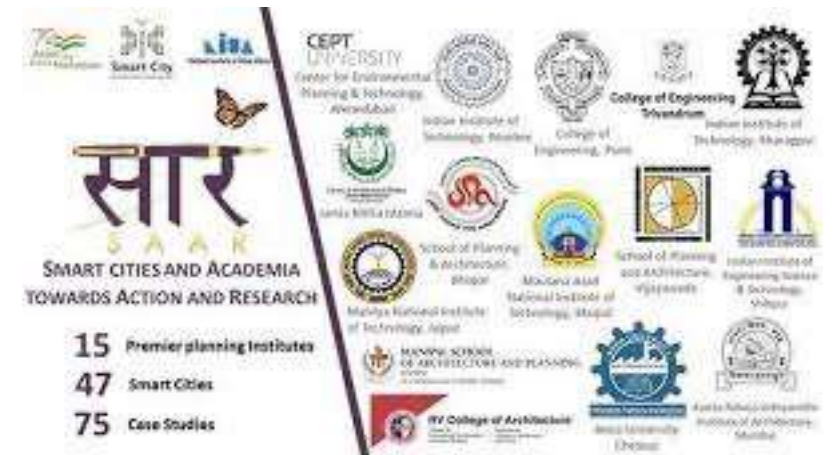 Smart City
सार
SAAR
SMART CITIES AND ACADEMIA
TOWARDS ACTION AND RESEARCH
15 Premier planning Institutes
47 Smart Cities
75 Case Studies
CEPT
UNIVERSITY
Center for Environmental
Planning & Technology,
Ahmedabad
Indian Institute of
Technology, Roorkee
College of
Engineering, Pune
College of Engineering
Trivandrum
Indian Institute of
Technology, Kharagpur
Jamia Millia Islamia
School of Planning
& Architecture,
Bhopal
Maulana Azad
National Institute of
Technology, Bhopal
School of Planning
and Architecture,
Vijayawada
Indian Institute of
Engineering Science
& Technology,
Shibpur
Malviya National Institute
of Technology, Jaipur
MANIPAL SCHOOL
OF ARCHITECTURE AND PLANNING
RV College of Architecture
Anna University
Chennai
Institute of Architecture,
Mumbai